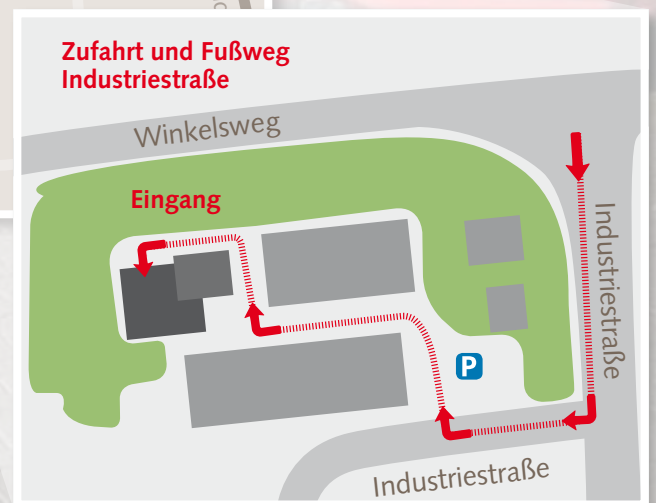 Zufahrt und Fußweg
Industriestraße
Winkelsweg
Eingang
Industriestraße
P
Industriestraße